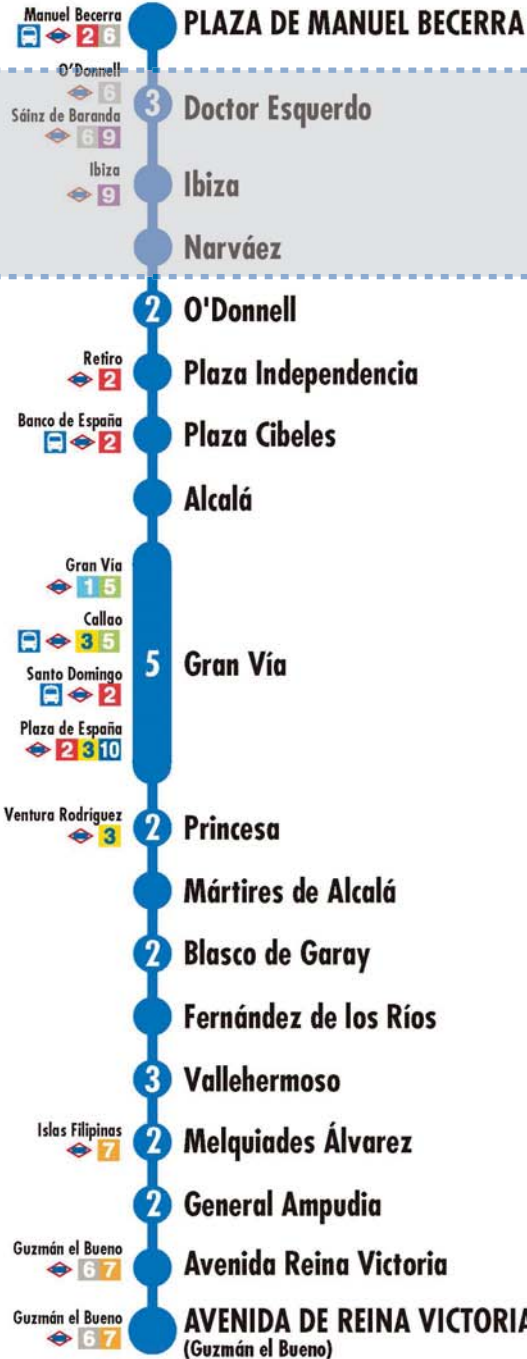 Manuel Becerra
2 6
PLAZA DE MANUEL BECERRA
O'Donnell
6
Sáinz de Baranda
6 9
3
Doctor Esquerdo
Ibiza
9
Ibiza
Narváez
2
O'Donnell
Retiro
2
Plaza Independencia
Banco de España
2
Plaza Cibeles
Alcalá
Gran Vía
1 5
Callao
3 5
Santo Domingo
2
Plaza de España
2 3 10
5
Gran Vía
Ventura Rodríguez
3
2
Princesa
Mártires de Alcalá
2
Blasco de Garay
Fernández de los Ríos
3
Vallehermoso
Islas Filipinas
7
2
Melquiades Álvarez
2
General Ampudia
Guzmán el Bueno
6 7
Avenida Reina Victoria
Guzmán el Bueno
6 7
AVENIDA DE REINA VICTORIA
(Guzmán el Bueno)